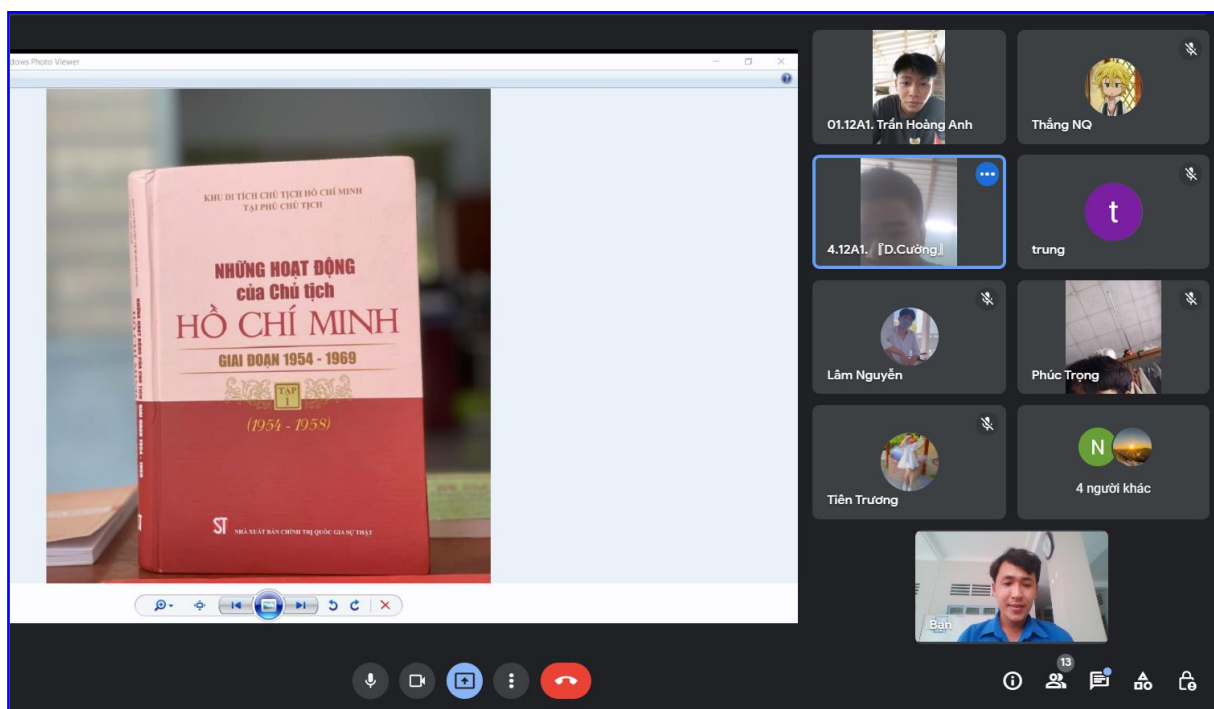 dows Photo Viewer
KHU DI TÍCH CHỦ TỊCH HỒ CHÍ MINH
TẠI PHỦ CHỦ TỊCH
NHỮNG HOẠT ĐỘNG
của Chủ tịch
HỒ CHÍ MINH
GIAI ĐOẠN 1954 - 1969
TẬP
1
(1954 - 1958)
ST NHÀ XUẤT BẢN CHÍNH TRỊ QUỐC GIA SỰ THẬT
01.12A1. Trần Hoàng Anh
Thắng NQ
4.12A1. 『D.Cường』
t
trung
Lâm Nguyễn
Phúc Trọng
Tiên Trương
N
4 người khác
Bạn
13